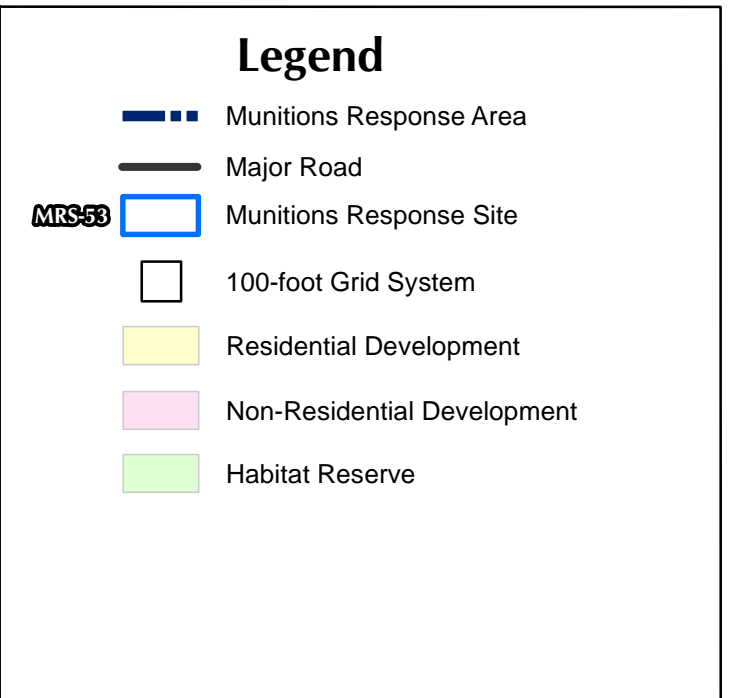 Legend
Munitions Response Area
Major Road
MRS-53 Munitions Response Site
100-foot Grid System
Residential Development
Non-Residential Development
Habitat Reserve